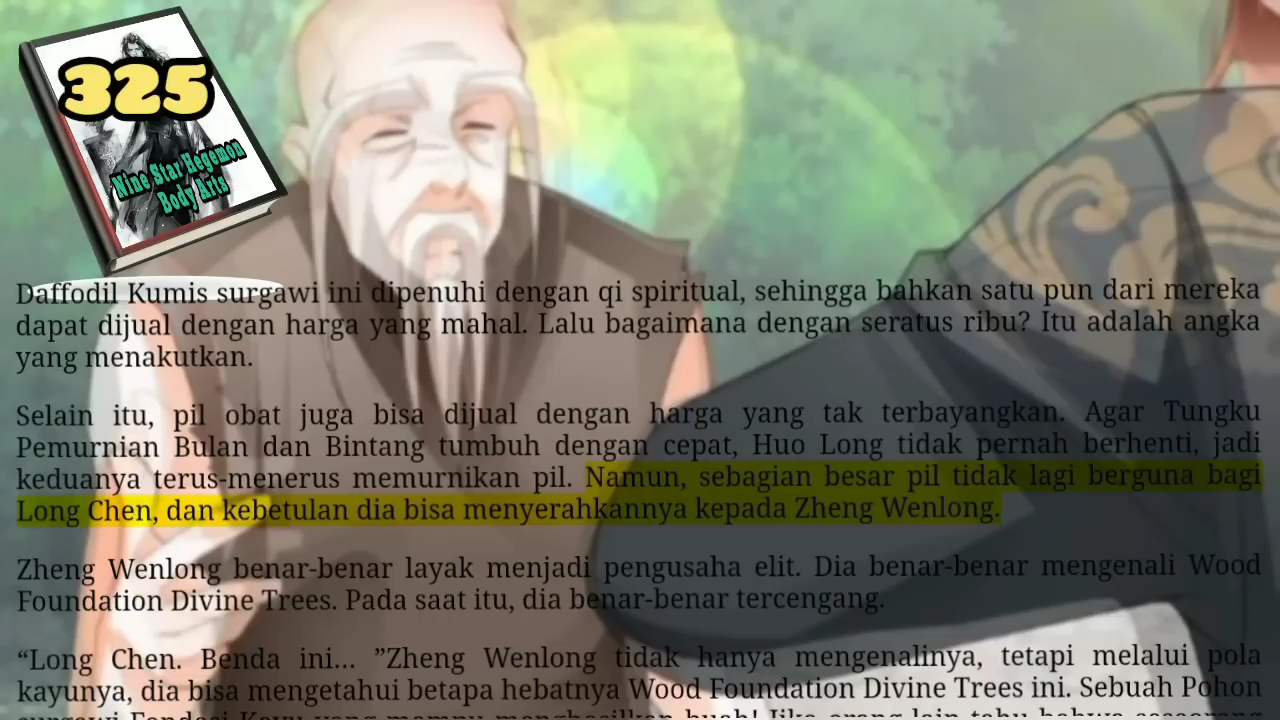 325
Nine Star Hegemon
Body Arts
Daffodil Kumis surgawi ini dipenuhi dengan qi spiritual, sehingga bahkan satu pun dari mereka
dapat dijual dengan harga yang mahal. Lalu bagaimana dengan seratus ribu? Itu adalah angka
yang menakutkan.
Selain itu, pil obat juga bisa dijual dengan harga yang tak terbayangkan. Agar Tungku
Pemurnian Bulan dan Bintang tumbuh dengan cepat, Huo Long tidak pernah berhenti, jadi
keduanya terus-menerus memurnikan pil. Namun, sebagian besar pil tidak lagi berguna bagi
Long Chen, dan kebetulan dia bisa menyerahkannya kepada Zheng Wenlong.
Zheng Wenlong benar-benar layak menjadi pengusaha elit. Dia benar-benar mengenali Wood
Foundation Divine Trees. Pada saat itu, dia benar-benar tercengang.
“Long Chen. Benda ini... ”Zheng Wenlong tidak hanya mengenalinya, tetapi melalui pola
kayunya, dia bisa mengetahui betapa hebatnya Wood Foundation Divine Trees ini. Sebuah Pohon